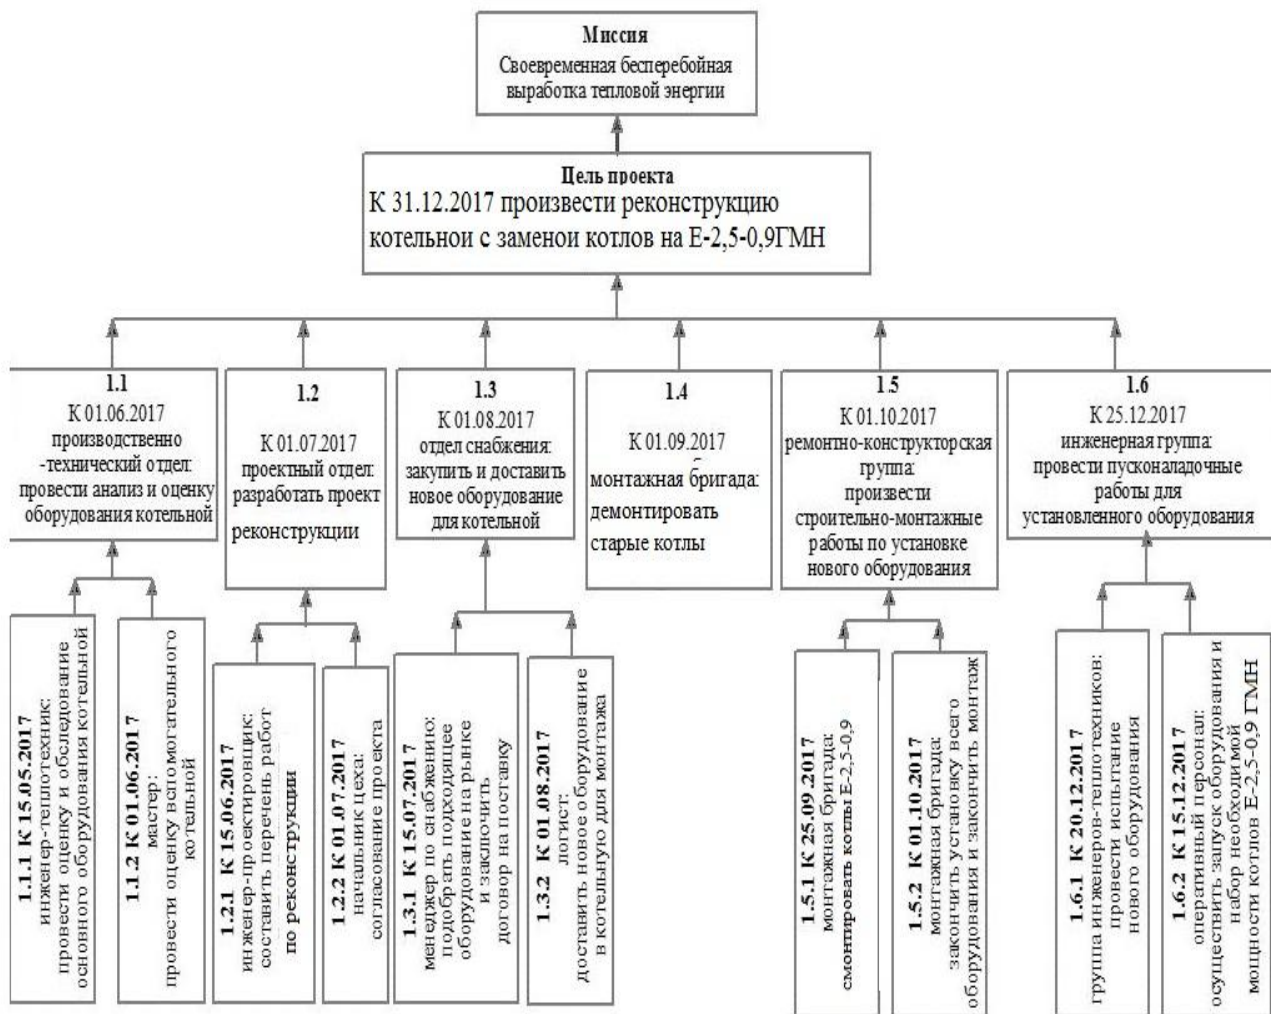 Миссия
Своевременная бесперебойная
выработка тепловой энергии
Цель проекта
К 31.12.2017 произвести реконструкцию
котельнои с заменои котлов на Е-2,5-0,9ГМН
1.1
К 01.06.2017
производственно
-технический отдел:
провести анализ и оценку
оборудования котельной
1.2
К 01.07.2017
проектный отдел:
разработать проект
реконструкции
1.3
К 01.08.2017
отдел снабжения:
закупить и доставить
новое оборудование
для котельной
1.4
К 01.09.2017
монтажная бригада:
демонтировать
старые котлы
1.5
К 01.10.2017
ремонтно-конструкторская
группа:
произвести
строительно-монтажные
работы по установке
нового оборудования
1.6
К 25.12.2017
инженерная группа:
провести пусконаладочные
работы для
установленного оборудования
1.1.1 К 15.05.2017
инженер-теплотехник:
провести оценку и обследование
основного оборудования котельной
1.1.2 К 01.06.2017
мастер:
провести оценку вспомогательного
котельной
1.2.1 К 15.06.2017
инженер-проектировщик:
составить перечень работ
по реконструкции
1.2.2 К 01.07.2017
начальник цеха:
согласование проекта
1.3.1 К 15.07.2017
менеджер по снабжению:
подобрать подходящее
оборудование на рынке
и заключить
договор на поставку
1.3.2 К 01.08.2017
логист:
доставить новое оборудование
в котельную для монтажа
1.5.1 К 25.09.2017
монтажная бригада:
смонтировать котлы Е-2,5-0,9
1.5.2 К 01.10.2017
монтажная бригада:
закончить установку всего
оборудования и закончить монтаж
1.6.1 К 20.12.2017
группа инженеров-теплотехников:
провести испытание
нового оборудования
1.6.2 К 15.12.2017
оперативный персонал:
осуществить запуск оборудования и
набор необходимой
мощности котлов Е-2,5-0,9 ГМН